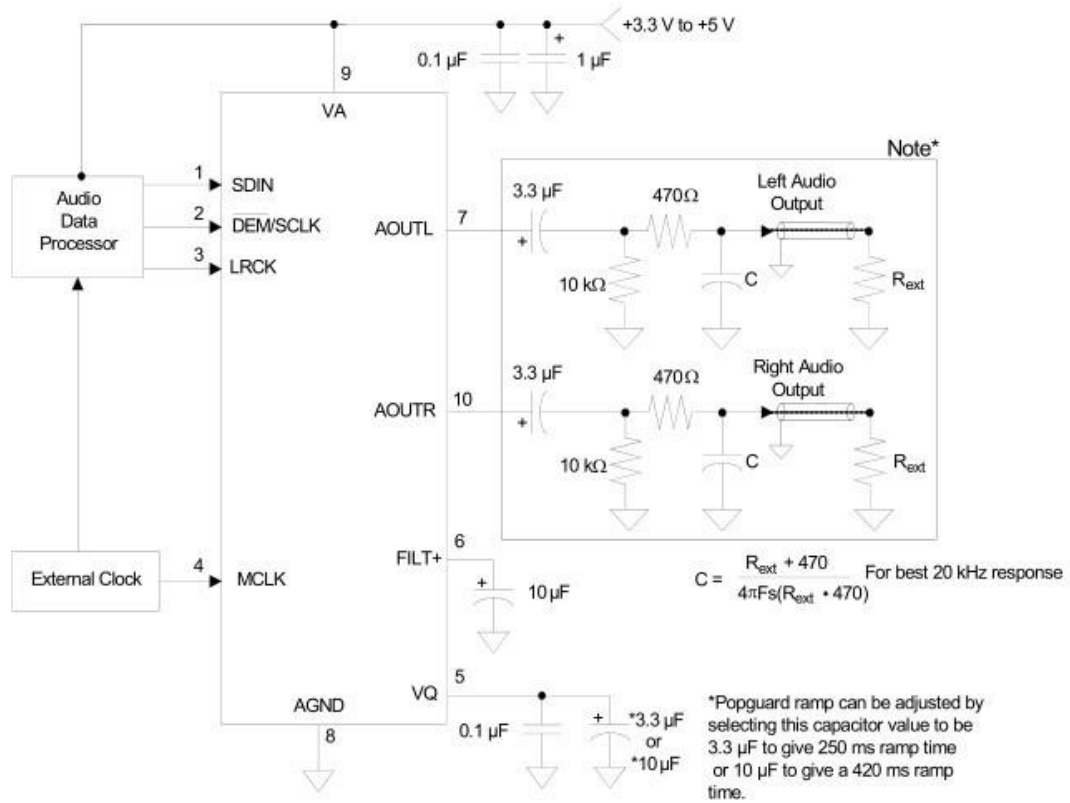 +3.3 V to +5 V
0.1 µF
+
1 µF
9
VA
Note*
Audio
Data
Processor
1
SDIN
2
DEM/SCLK
3
LRCK
AOUTL
7
3.3 µF
+
470Ω
Left Audio
Output
10 kΩ
C
Rext
AOUTR
10
3.3 µF
+
470Ω
Right Audio
Output
10 kΩ
C
Rext
External Clock
4
MCLK
FILT+
6
+
10 µF
C = Rext + 470
4πFs(Rext • 470)
For best 20 kHz response
VQ
5
0.1 µF
+
*3.3 µF
or
*10 µF
AGND
8
*Popguard ramp can be adjusted by
selecting this capacitor value to be
3.3 µF to give 250 ms ramp time
or 10 µF to give a 420 ms ramp
time.